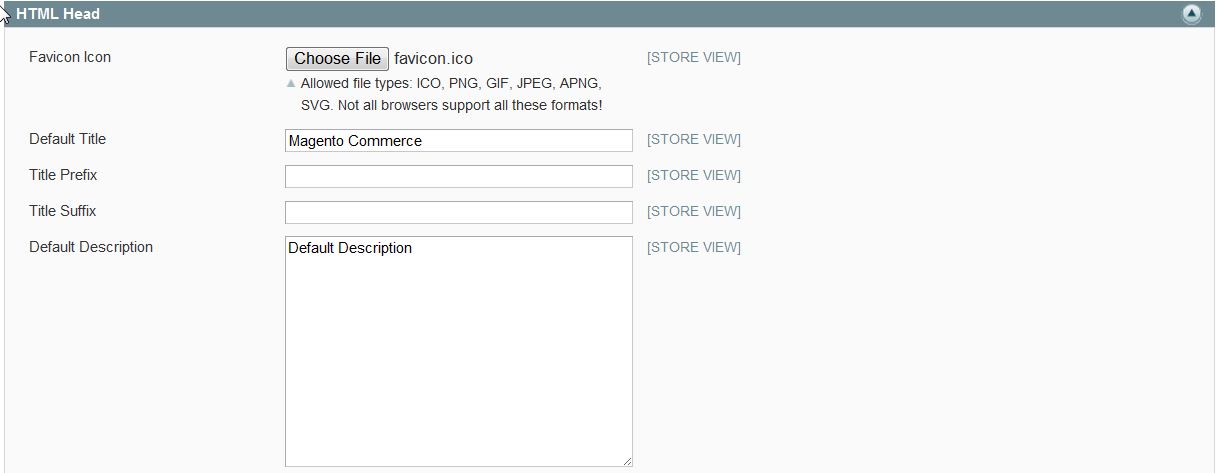 HTML Head
Favicon Icon Choose File favicon.ico [STORE VIEW]
Allowed file types: ICO, PNG, GIF, JPEG, APNG,
SVG. Not all browsers support all these formats!
Default Title Magento Commerce [STORE VIEW]
Title Prefix [STORE VIEW]
Title Suffix [STORE VIEW]
Default Description Default Description [STORE VIEW]